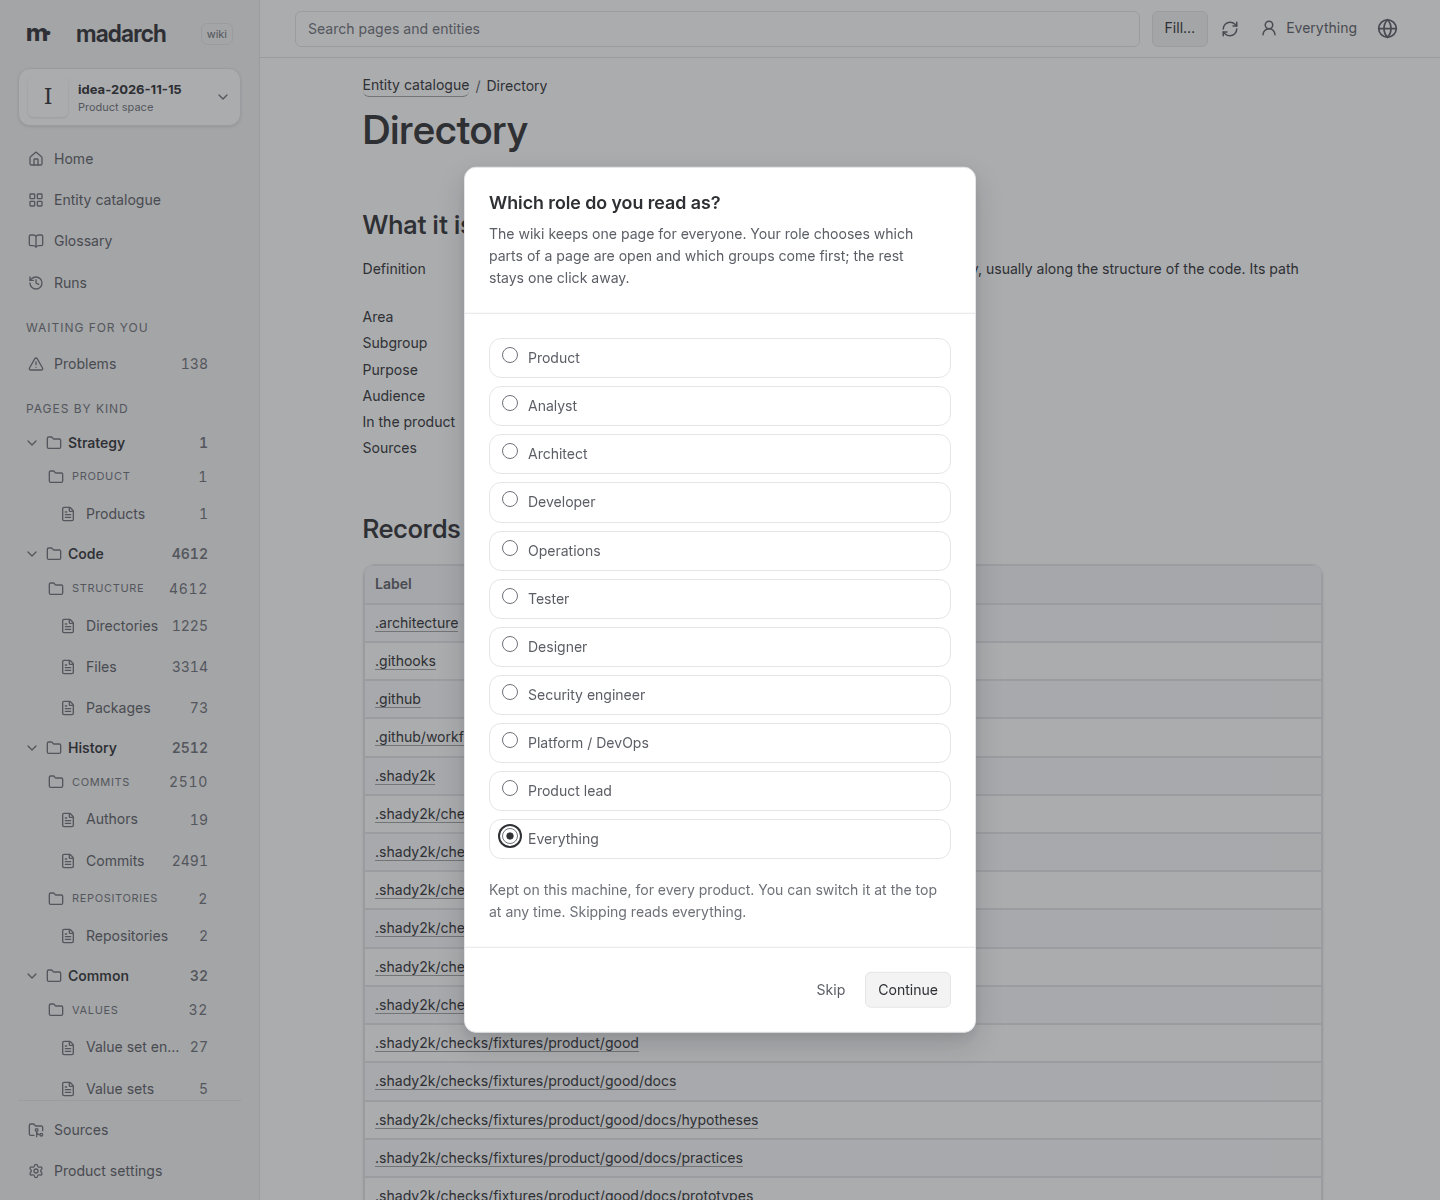 madarch
wiki
idea-2026-11-15
Product space
Home
Entity catalogue
Glossary
Runs
WAITING FOR YOU
Problems 138
PAGES BY KIND
Strategy 1
PRODUCT 1
Products 1
Code 4612
STRUCTURE 4612
Directories 1225
Files 3314
Packages 73
History 2512
COMMITS 2510
Authors 19
Commits 2491
REPOSITORIES 2
Repositories 2
Common 32
VALUES 32
Value set en... 27
Value sets 5
Sources
Product settings
Search pages and entities
Fill...
Everything
Entity catalogue / Directory
Directory
What it is
Definition
, usually along the structure of the code. Its path
Area
Subgroup
Purpose
Audience
In the product
Sources
Records
Label
.architecture
.githooks
.github
.github/workf
.shady2k
.shady2k/che
.shady2k/che
.shady2k/che
.shady2k/che
.shady2k/che
.shady2k/che
.shady2k/checks/fixtures/product/good
.shady2k/checks/fixtures/product/good/docs
.shady2k/checks/fixtures/product/good/docs/hypotheses
.shady2k/checks/fixtures/product/good/docs/practices
.shady2k/checks/fixtures/product/good/docs/prototypes
Which role do you read as?
The wiki keeps one page for everyone. Your role chooses which
parts of a page are open and which groups come first; the rest
stays one click away.
Product
Analyst
Architect
Developer
Operations
Tester
Designer
Security engineer
Platform / DevOps
Product lead
Everything
Kept on this machine, for every product. You can switch it at the top
at any time. Skipping reads everything.
Skip
Continue